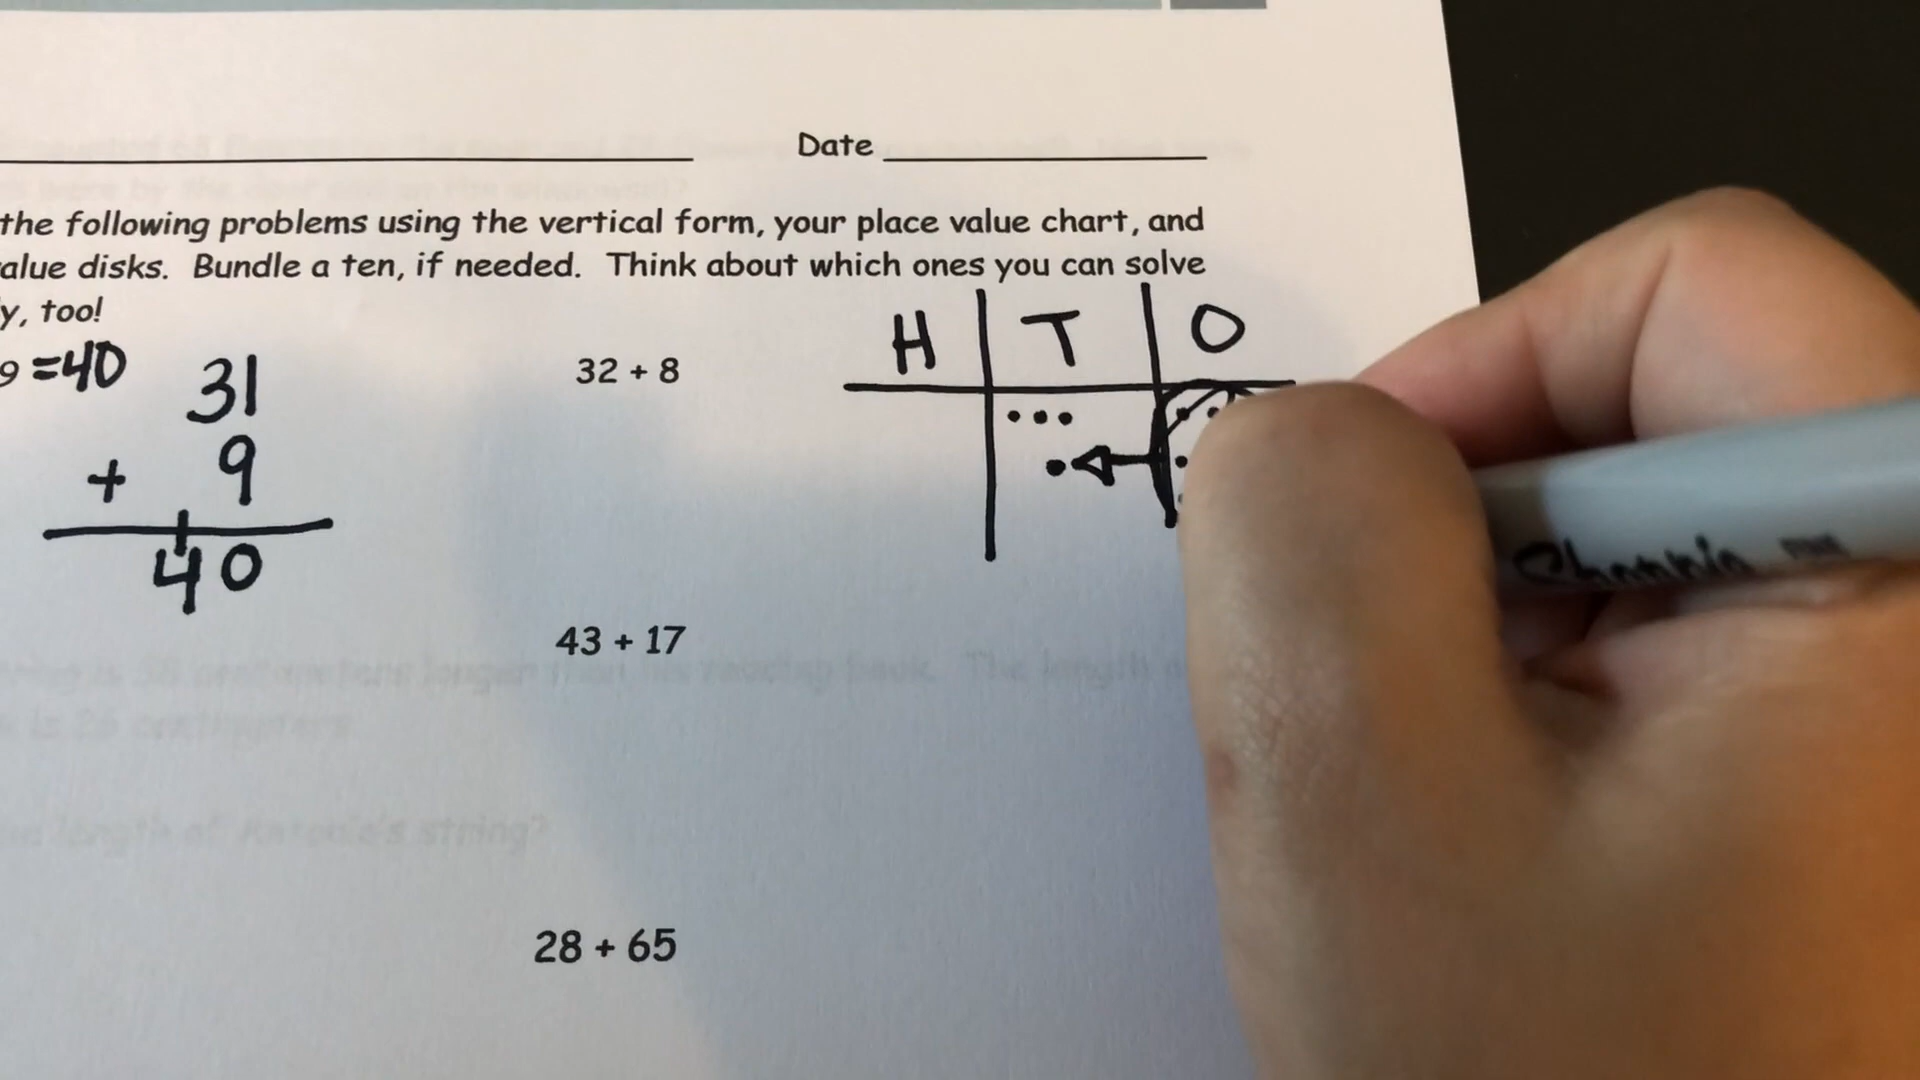 Date
the following problems using the vertical form, your place value chart, and
alue disks. Bundle a ten, if needed. Think about which ones you can solve
y, too!
9 =40
31
+ 9
40
32 + 8
H T O
43 + 17
28 + 65